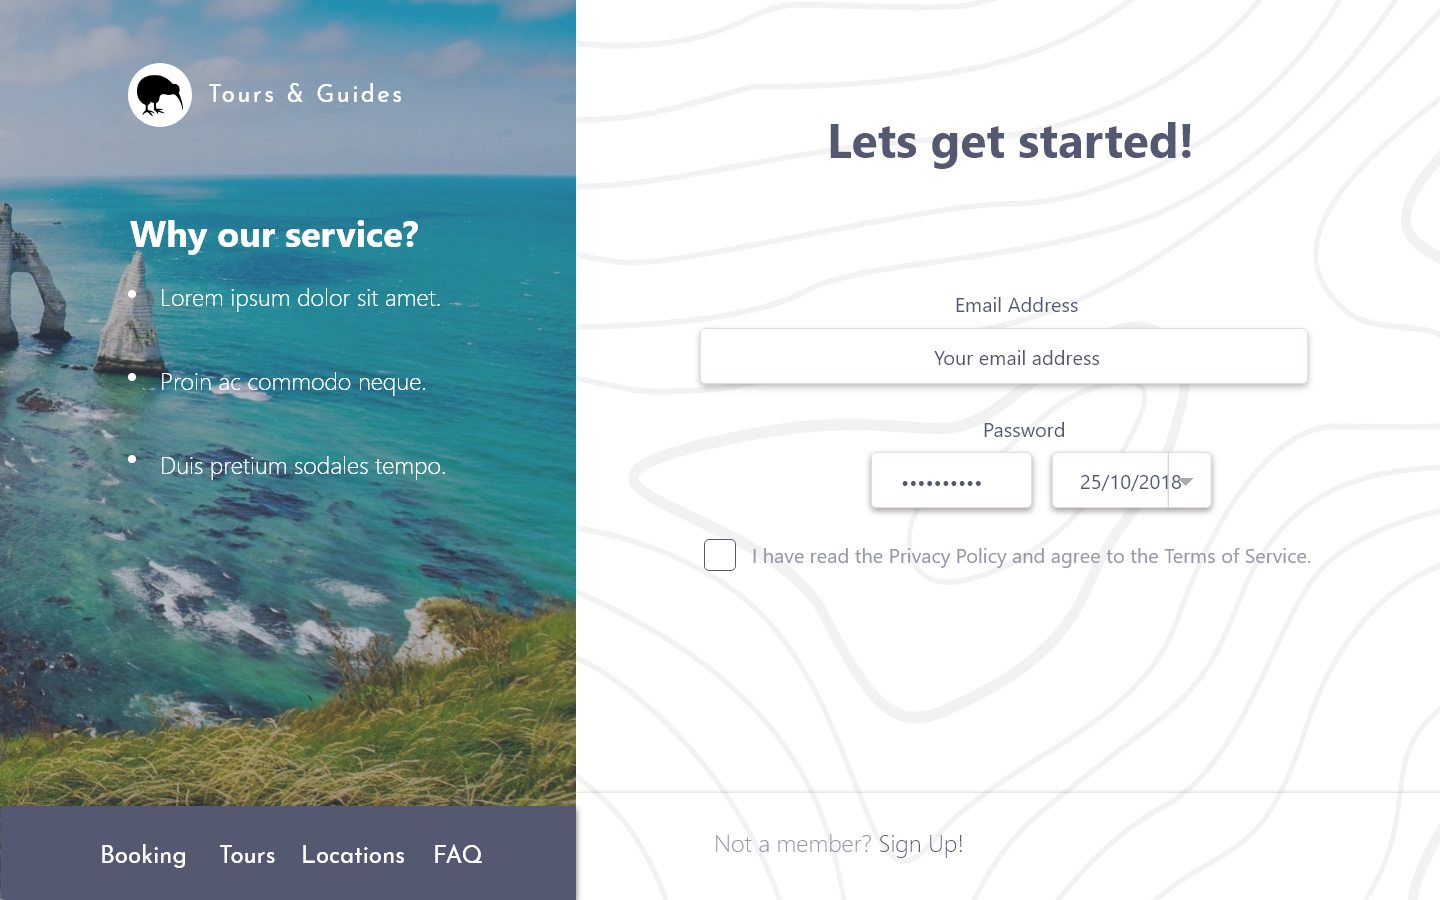 Tours & Guides
Why our service?
Lorem ipsum dolor sit amet.
Proin ac commodo neque.
Duis pretium sodales tempo.
Booking Tours Locations FAQ
Lets get started!
Email Address
Your email address
Password
••••••••••
25/10/2018
I have read the Privacy Policy and agree to the Terms of Service.
Not a member? Sign Up!